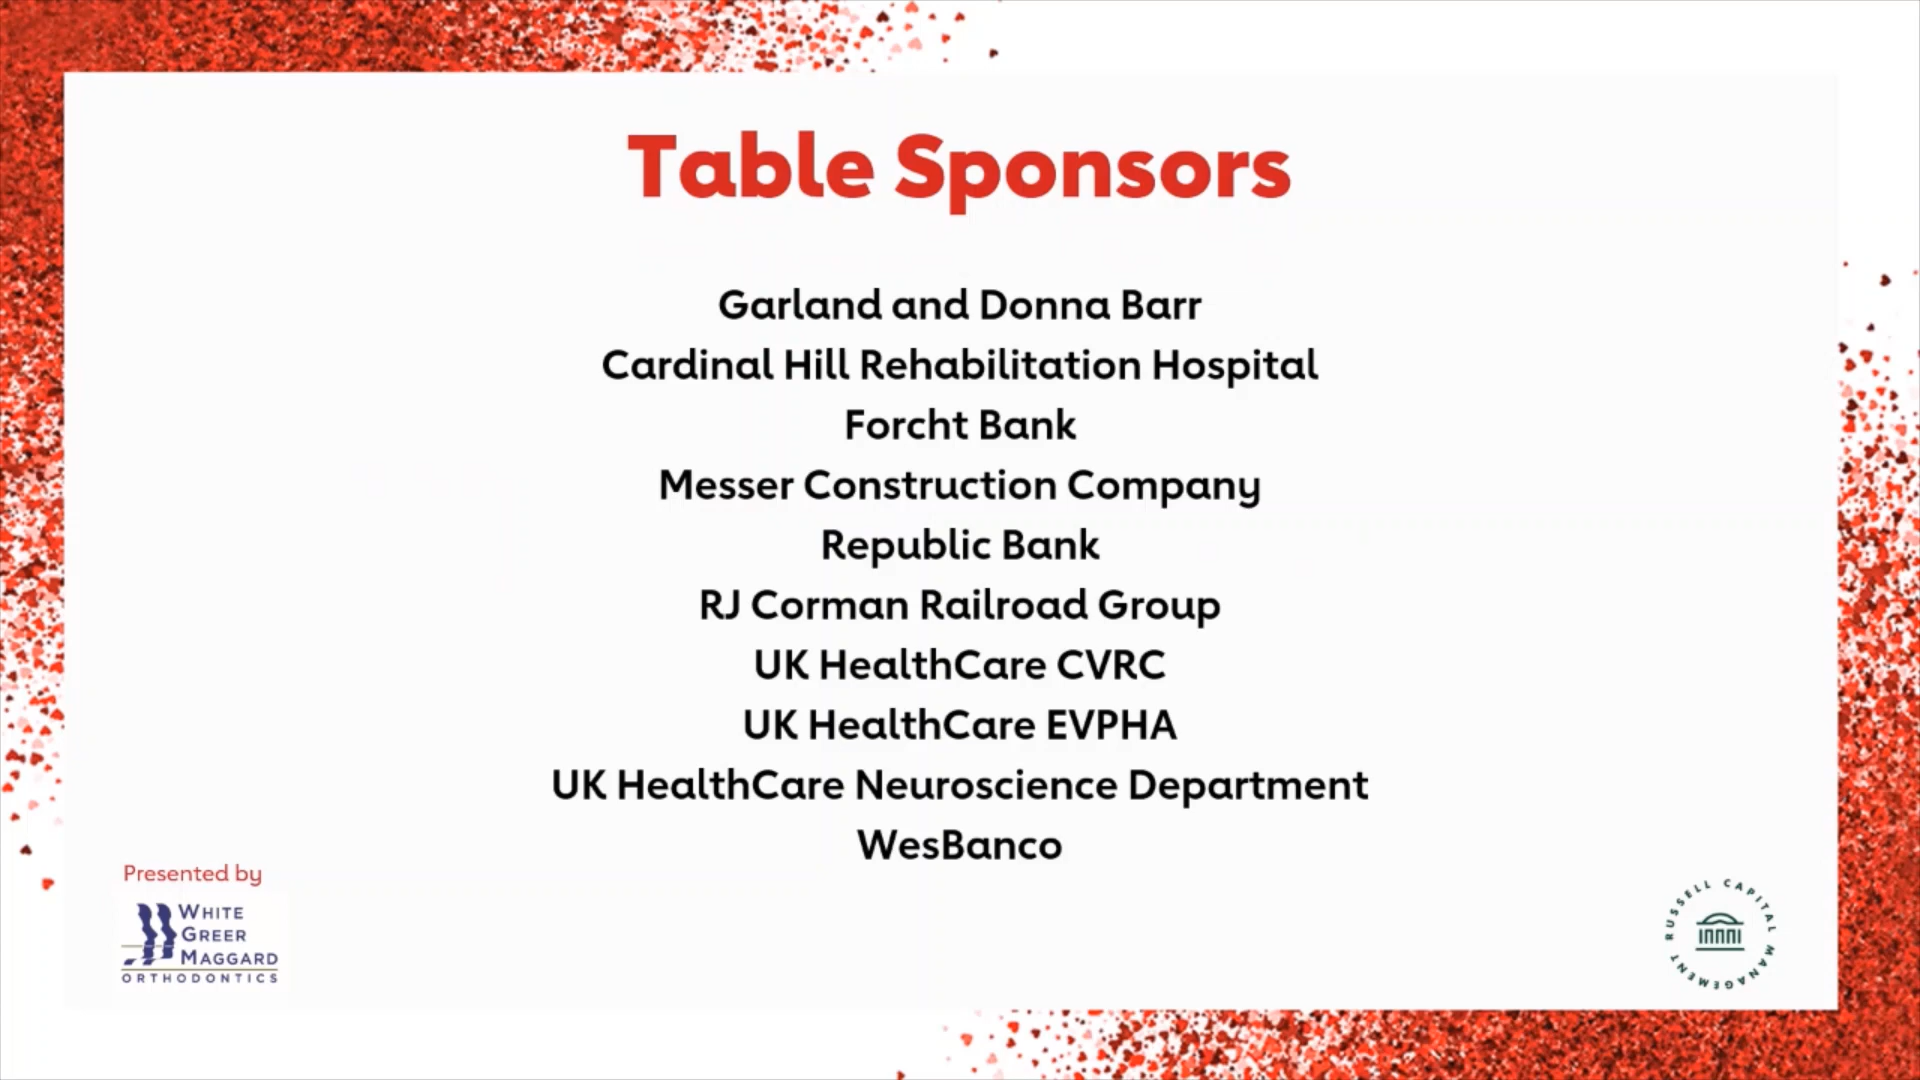 Table Sponsors
Garland and Donna Barr
Cardinal Hill Rehabilitation Hospital
Forcht Bank
Messer Construction Company
Republic Bank
RJ Corman Railroad Group
UK HealthCare CVRC
UK HealthCare EVPHA
UK HealthCare Neuroscience Department
WesBanco
Presented by
WHITE
GREER
MAGGARD
ORTHODONTICS
RUSSELL CAPITAL MANAGEMENT